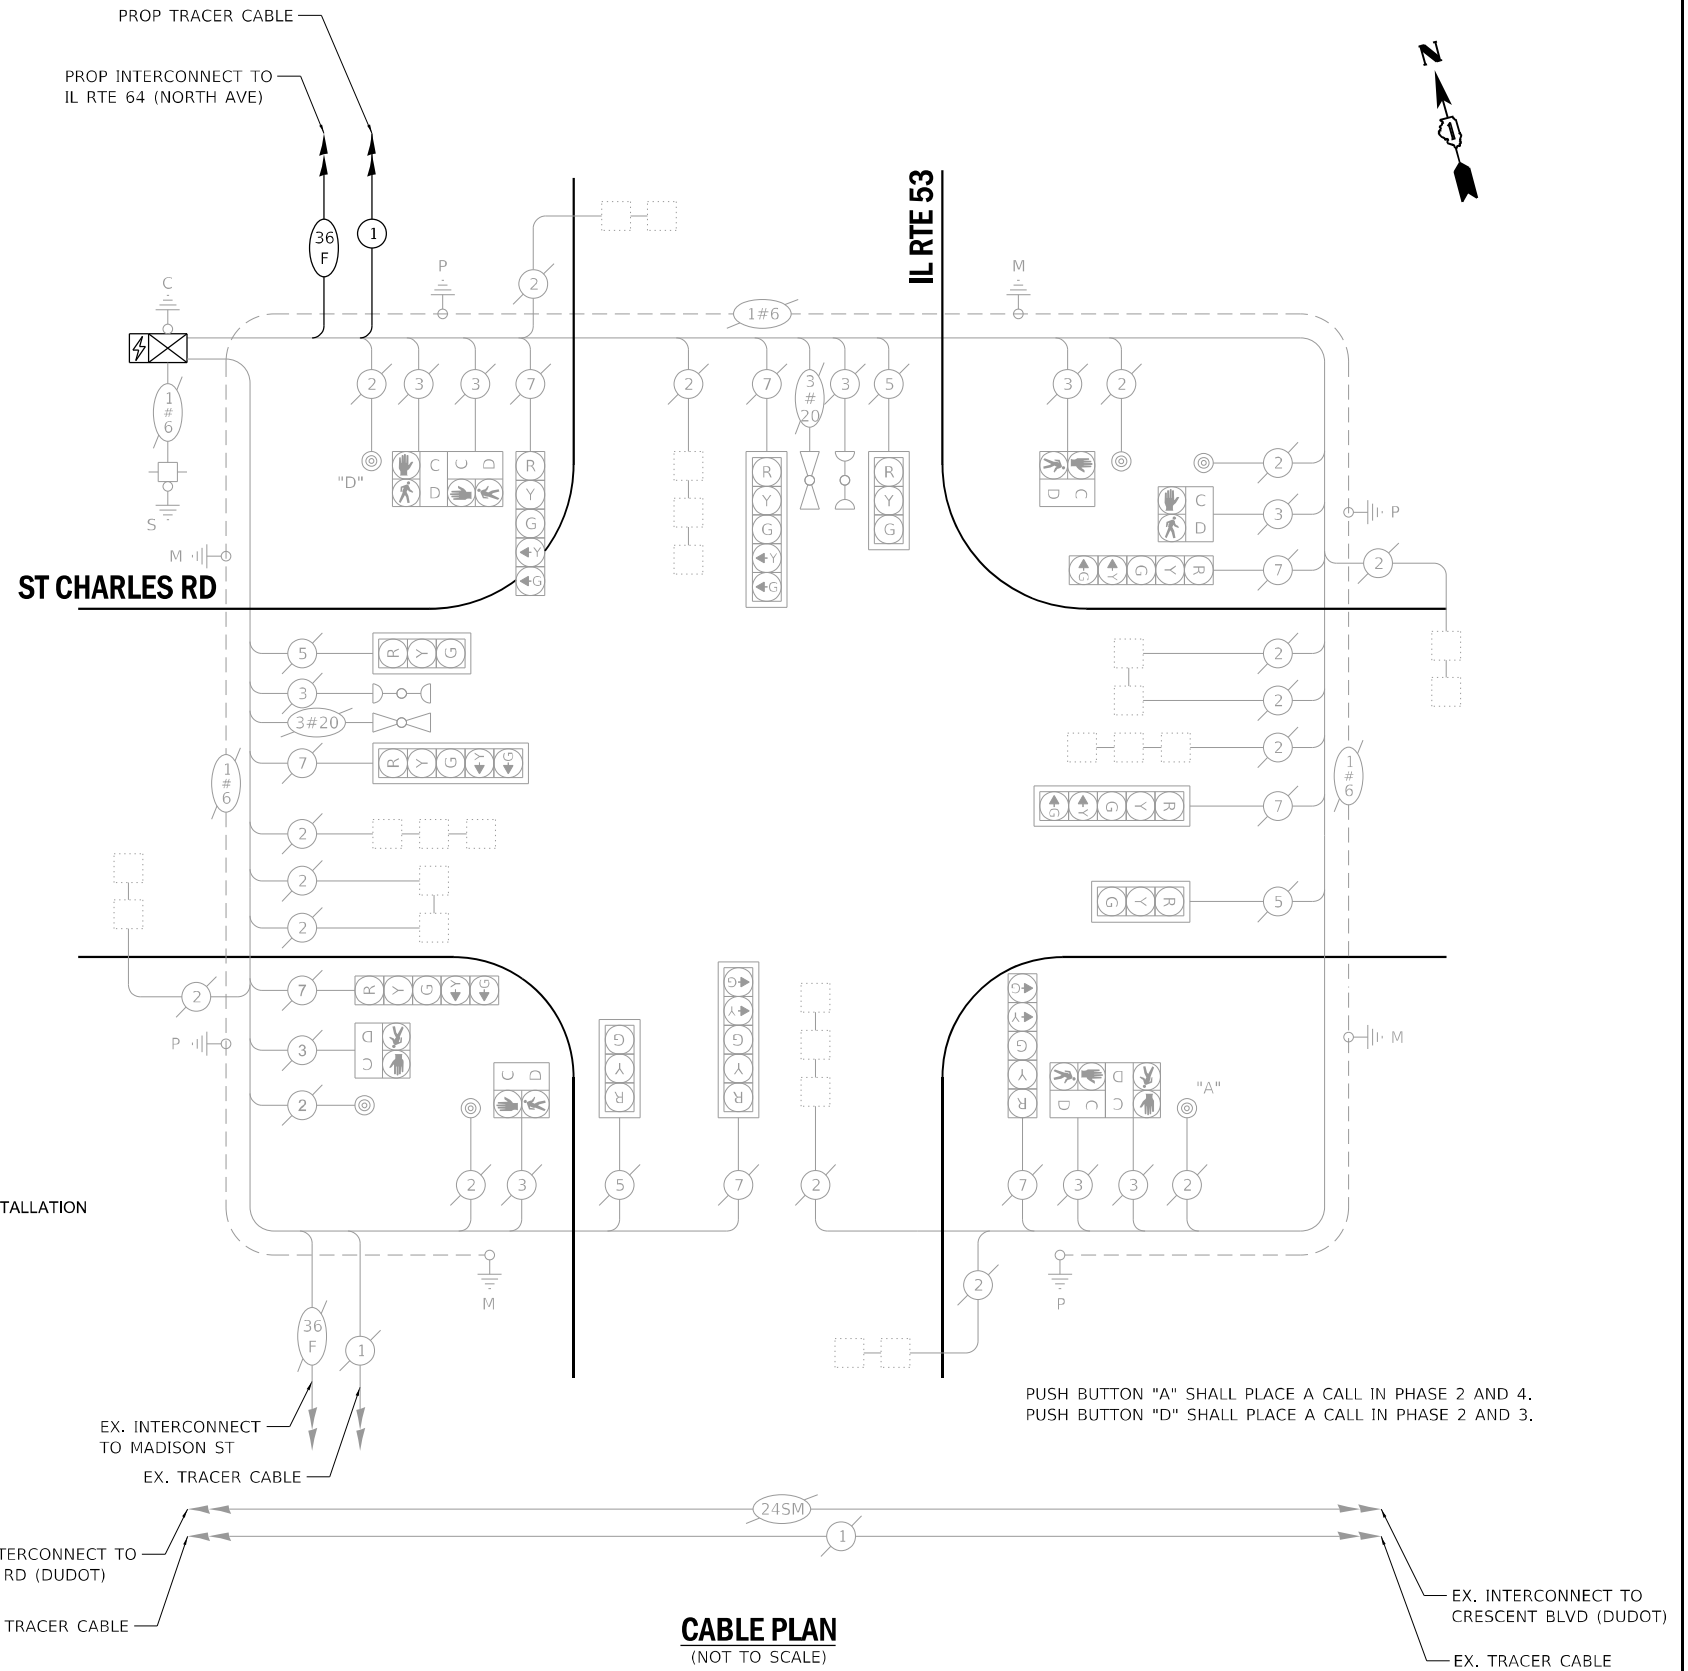 PROP TRACER CABLE
PROP INTERCONNECT TO
IL RTE 64 (NORTH AVE)
N
IL RTE 53
36
F
1
C
P
M
2
1#6
1
#
6
2
3
3
7
2
7
3
#
20
3
5
3
2
"D"
C
D
C
D
R
Y
G
Y
G
R
Y
G
Y
G
R
Y
G
D
C
2
C
D
3
P
S
M
G
Y
G
Y
R
7
2
ST CHARLES RD
5
R
Y
G
2
3
2
3#20
7
R
Y
G
Y
G
2
1
#
6
1
#
6
2
G
Y
G
Y
R
7
2
2
G
Y
R
5
7
R
Y
G
Y
G
2
P
3
D
C
2
C
D
G
Y
R
G
Y
G
Y
R
G
Y
G
Y
R
D
C
D
C
"A"
M
2
3
5
7
2
7
3
3
2
TALLATION
M
2
P
36
F
1
PUSH BUTTON "A" SHALL PLACE A CALL IN PHASE 2 AND 4.
PUSH BUTTON "D" SHALL PLACE A CALL IN PHASE 2 AND 3.
EX. INTERCONNECT
TO MADISON ST
EX. TRACER CABLE
24SM
1
TERCONNECT TO
RD (DUDOT)
TRACER CABLE
EX. INTERCONNECT TO
CRESCENT BLVD (DUDOT)
EX. TRACER CABLE
CABLE PLAN
(NOT TO SCALE)